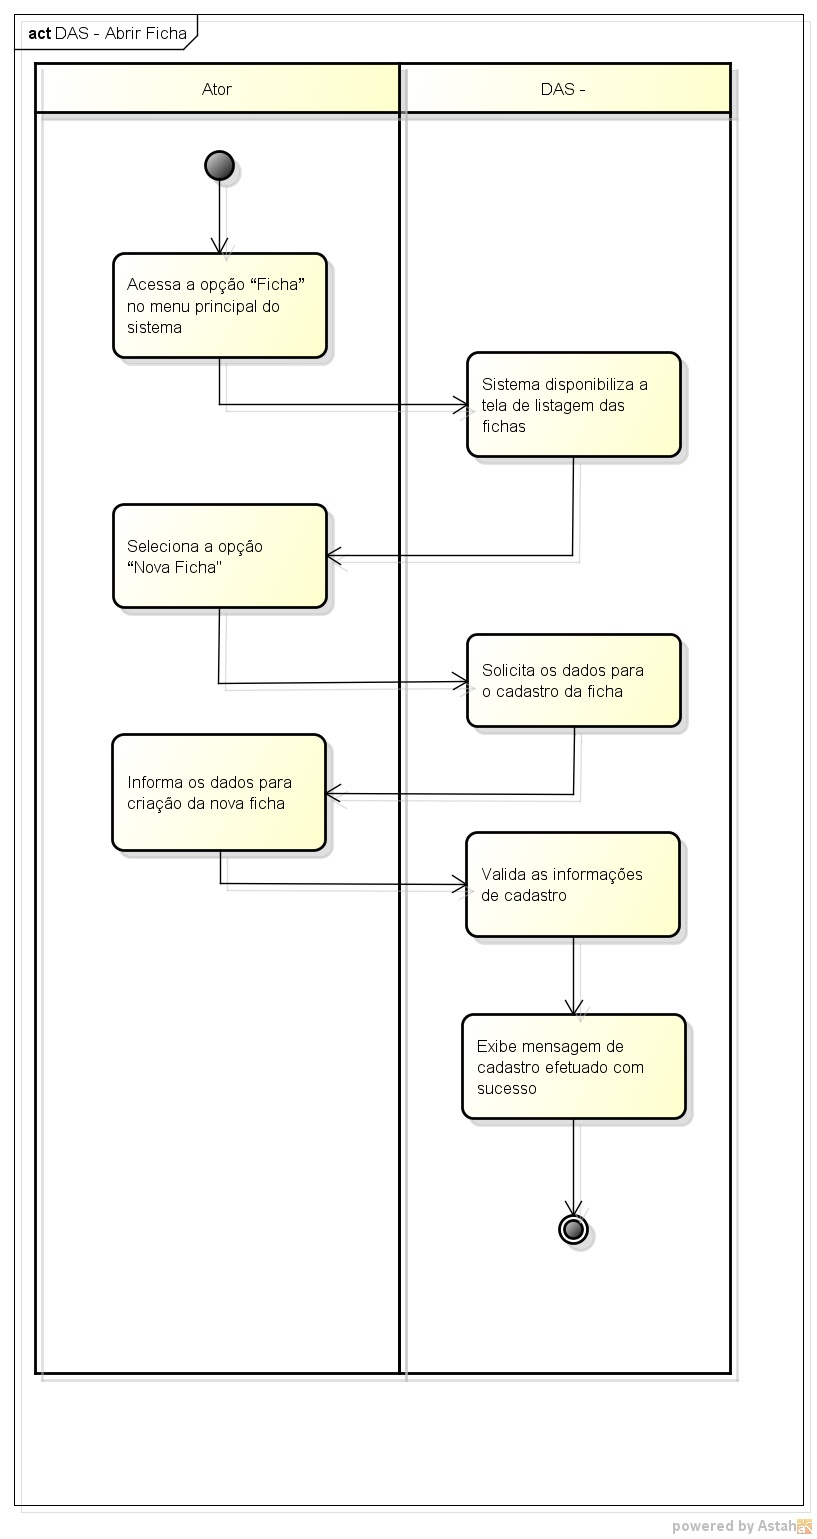 act DAS - Abrir Ficha
Ator
DAS -
Acessa a opção “Ficha”
no menu principal do
sistema
Sistema disponibiliza a
tela de listagem das
fichas
Seleciona a opção
“Nova Ficha"
Solicita os dados para
o cadastro da ficha
Informa os dados para
criação da nova ficha
Valida as informações
de cadastro
Exibe mensagem de
cadastro efetuado com
sucesso
powered by Astah